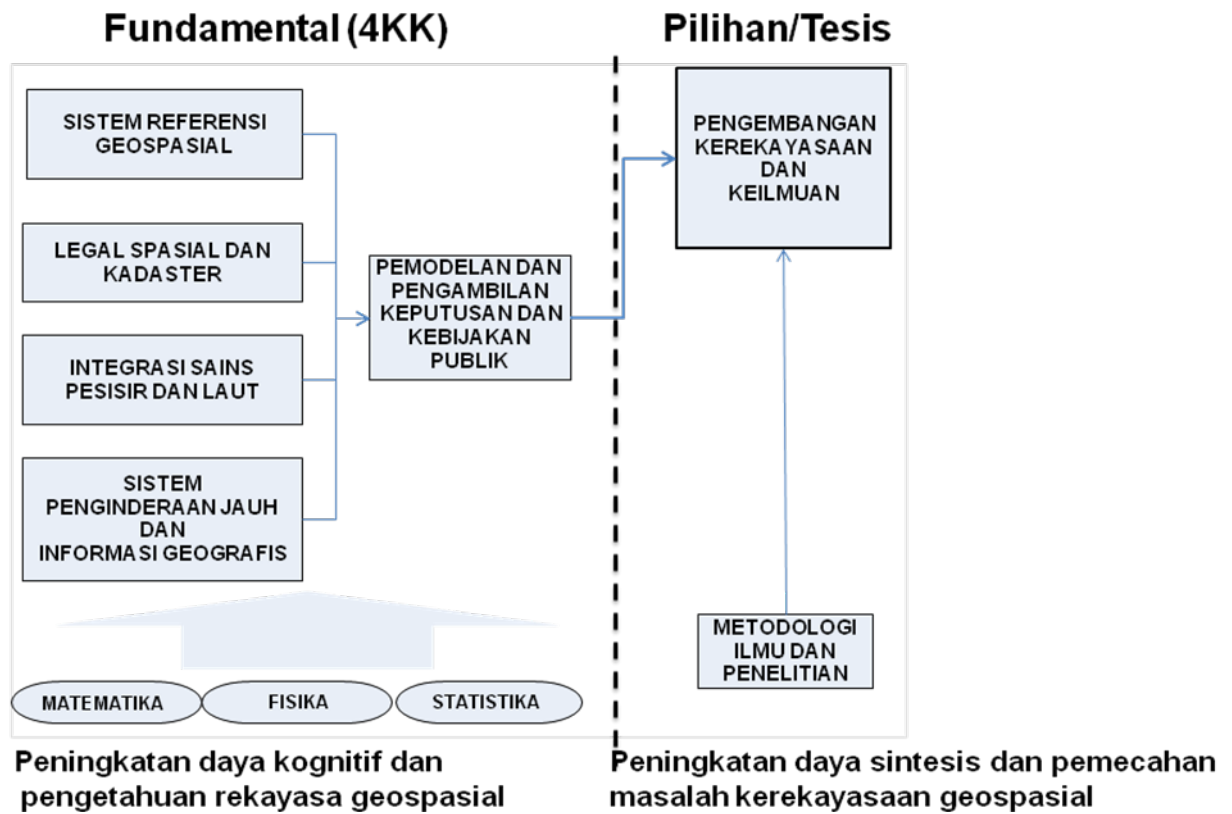 Fundamental (4KK)
Pilihan/Tesis
SISTEM REFERENSI
GEOSPASIAL
LEGAL SPASIAL DAN
KADASTER
INTEGRASI SAINS
PESISIR DAN LAUT
SISTEM
PENGINDERAAN JAUH
DAN
INFORMASI GEOGRAFIS
PEMODELAN DAN
PENGAMBILAN
KEPUTUSAN DAN
KEBIJAKAN
PUBLIK
MATEMATIKA
FISIKA
STATISTIKA
Peningkatan daya kognitif dan
pengetahuan rekayasa geospasial
PENGEMBANGAN
KEREKAYASAAN
DAN
KEILMUAN
METODOLOGI
ILMU DAN
PENELITIAN
Peningkatan daya sintesis dan pemecahan
masalah kerekayasaan geospasial